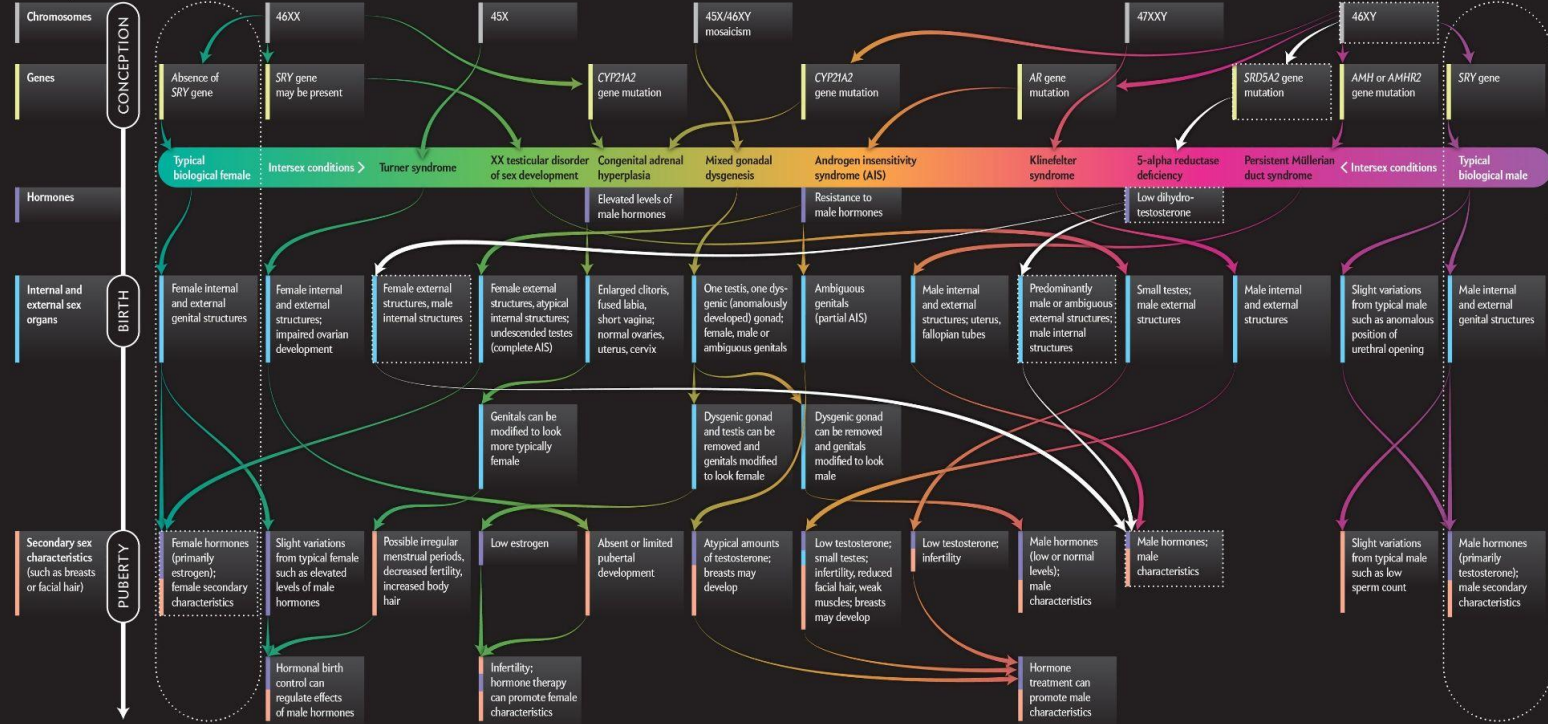 Chromosomes
CONCEPTION
46XX
45X
45X/46XY
mosaicism
47XXY
46XY
Genes
Absence of
SRY gene
SRY gene
may be present
CYP21A2
gene mutation
CYP21A2
gene mutation
AR gene
mutation
SRD5A2 gene
mutation
AMH or AMHR2
gene mutation
SRY gene
Typical
biological female
Intersex conditions >
Turner syndrome
XX testicular disorder
of sex development
Congenital adrenal
hyperplasia
Mixed gonadal
dysgenesis
Androgen insensitivity
syndrome (AIS)
Klinefelter
syndrome
5-alpha reductase
deficiency
Persistent Müllerian
duct syndrome
< Intersex conditions
Typical
biological male
Hormones
Elevated levels of
male hormones
Resistance to
male hormones
Low dihydro-
testosterone
Internal and
external sex
organs
BIRTH
Female internal
and external
genital structures
Female internal
and external
structures;
impaired ovarian
development
Female external
structures, male
internal structures
Female external
structures, atypical
internal structures;
undescended testes
(complete AIS)
Enlarged clitoris,
fused labia,
short vagina;
normal ovaries,
uterus, cervix
One testis, one dys-
genic (anomalously
developed) gonad;
female, male or
ambiguous genitals
Ambiguous
genitals
(partial AIS)
Male internal
and external
structures; uterus,
fallopian tubes
Predominantly
male or ambiguous
external structures;
male internal
structures
Small testes;
male external
structures
Male internal
and external
structures
Slight variations
from typical male
such as anomalous
position of
urethral opening
Male internal
and external
genital structures
Genitals can be
modified to look
more typically
female
Dysgenic gonad
and testis can be
removed and
genitals modified
to look female
Dysgenic gonad
can be removed
and genitals
modified to look
male
Secondary sex
characteristics
(such as breasts
or facial hair)
PUBERTY
Female hormones
(primarily
estrogen);
female secondary
characteristics
Slight variations
from typical female
such as elevated
levels of male
hormones
Possible irregular
menstrual periods,
decreased fertility,
increased body
hair
Low estrogen
Absent or limited
pubertal
development
Atypical amounts
of testosterone;
breasts may
develop
Low testosterone;
small testes;
infertility, reduced
facial hair, weak
muscles; breasts
may develop
Low testosterone;
infertility
Male hormones
(low or normal
levels);
male
characteristics
Male hormones;
male
characteristics
Slight variations
from typical male
such as low
sperm count
Male hormones
(primarily
testosterone);
male secondary
characteristics
Hormonal birth
control can
regulate effects
of male hormones
Infertility;
hormone therapy
can promote female
characteristics
Hormone
treatment can
promote male
characteristics